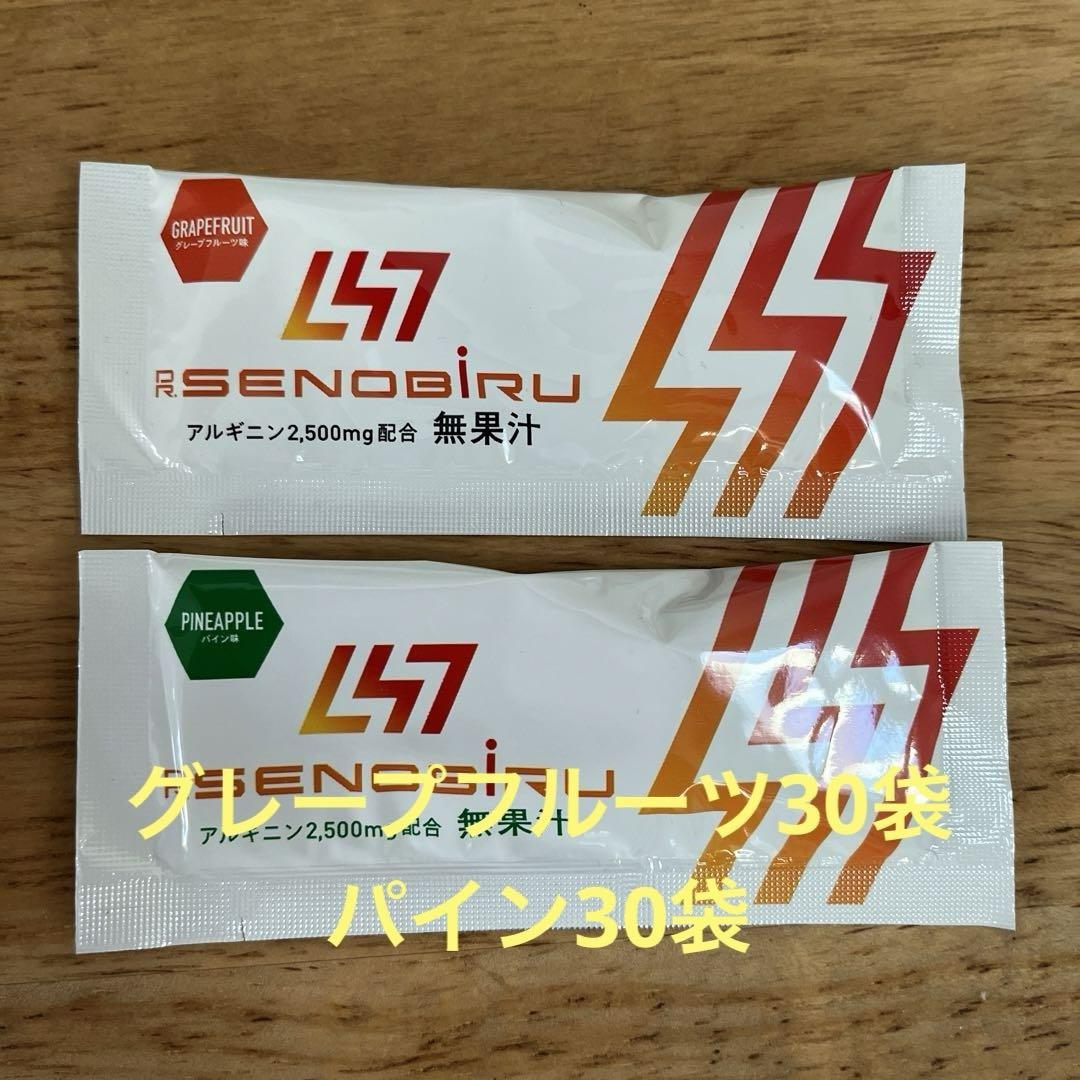 GRAPEFRUIT
グレープフルーツ味
DR.SENOBiRU
アルギニン2,500mg配合 無果汁
PINEAPPLE
パイン味
SENOBiRU
アルギニン2,500mg配合 無果汁
グレープフルーツ30袋
パイン30袋